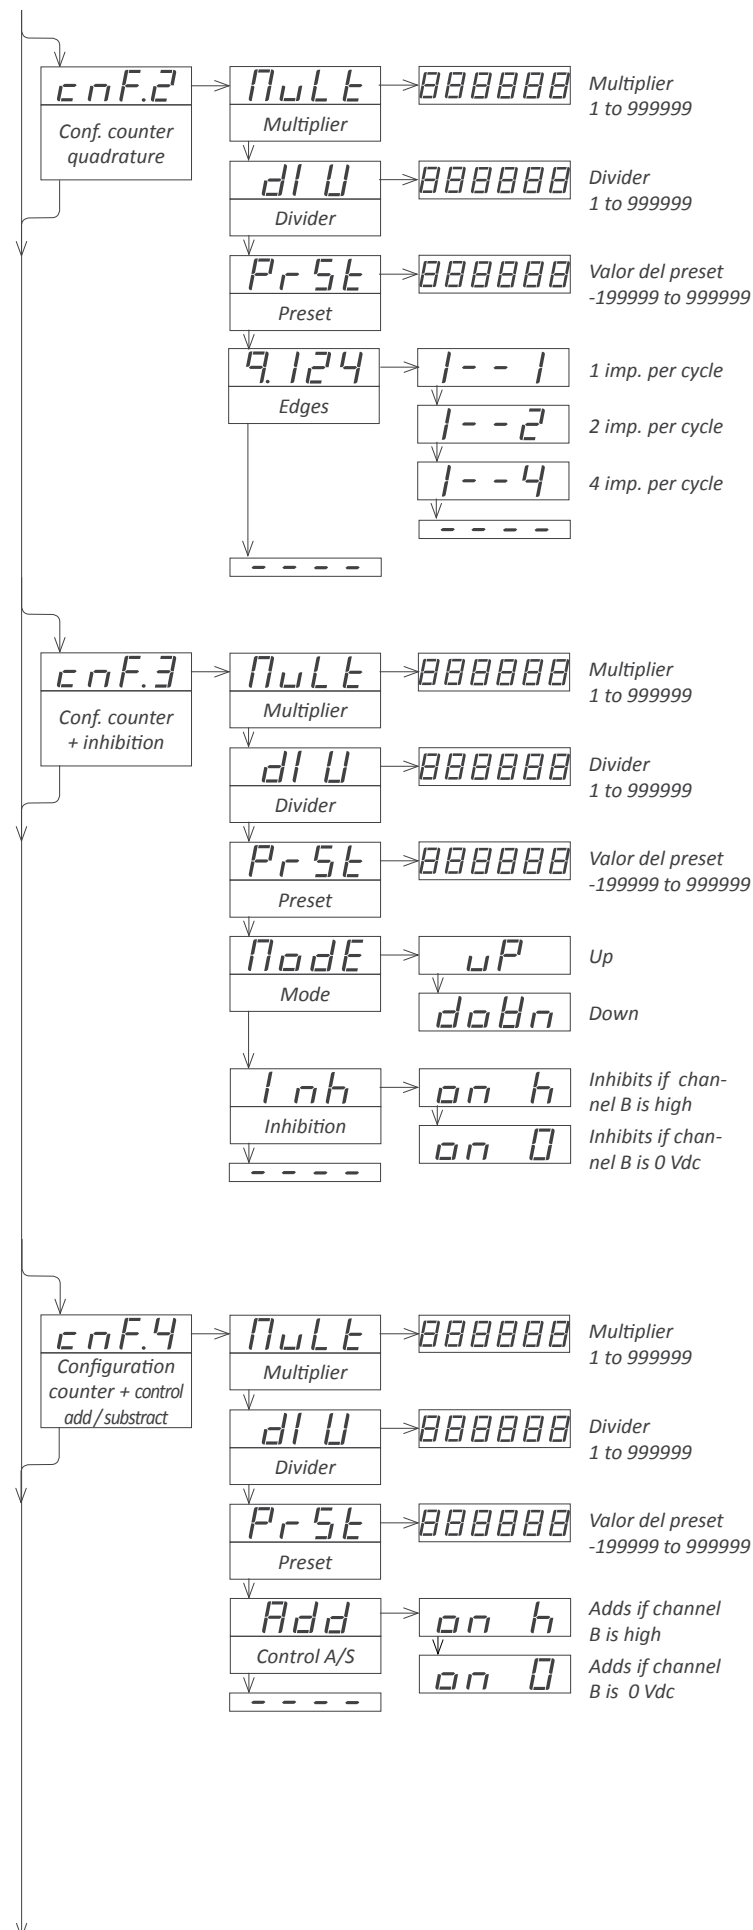 cnF.2
Conf. counter
quadrature
Mult
Multiplier
888888
Multiplier
1 to 999999
dI U
Divider
888888
Divider
1 to 999999
PrSt
Preset
888888
Valor del preset
-199999 to 999999
q.124
Edges
1--1
1 imp. per cycle
1--2
2 imp. per cycle
1--4
4 imp. per cycle
----
----
cnF.3
Conf. counter
+ inhibition
Mult
Multiplier
888888
Multiplier
1 to 999999
dI U
Divider
888888
Divider
1 to 999999
PrSt
Preset
888888
Valor del preset
-199999 to 999999
ModE
Mode
uP
Up
doWn
Down
Inh
Inhibition
on h
Inhibits if chan-
nel B is high
on 0
Inhibits if chan-
nel B is 0 Vdc
----
cnF.4
Configuration
counter + control
add / substract
Mult
Multiplier
888888
Multiplier
1 to 999999
dI U
Divider
888888
Divider
1 to 999999
PrSt
Preset
888888
Valor del preset
-199999 to 999999
Add
Control A/S
on h
Adds if channel
B is high
on 0
Adds if channel
B is 0 Vdc
----